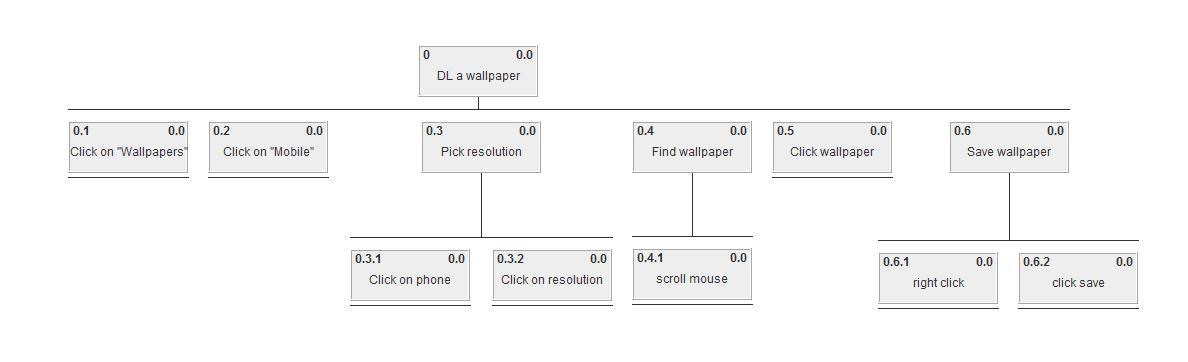 0 0.0
DL a wallpaper
0.1 0.0
Click on "Wallpapers"
0.2 0.0
Click on "Mobile"
0.3 0.0
Pick resolution
0.4 0.0
Find wallpaper
0.5 0.0
Click wallpaper
0.6 0.0
Save wallpaper
0.3.1 0.0
Click on phone
0.3.2 0.0
Click on resolution
0.4.1 0.0
scroll mouse
0.6.1 0.0
right click
0.6.2 0.0
click save